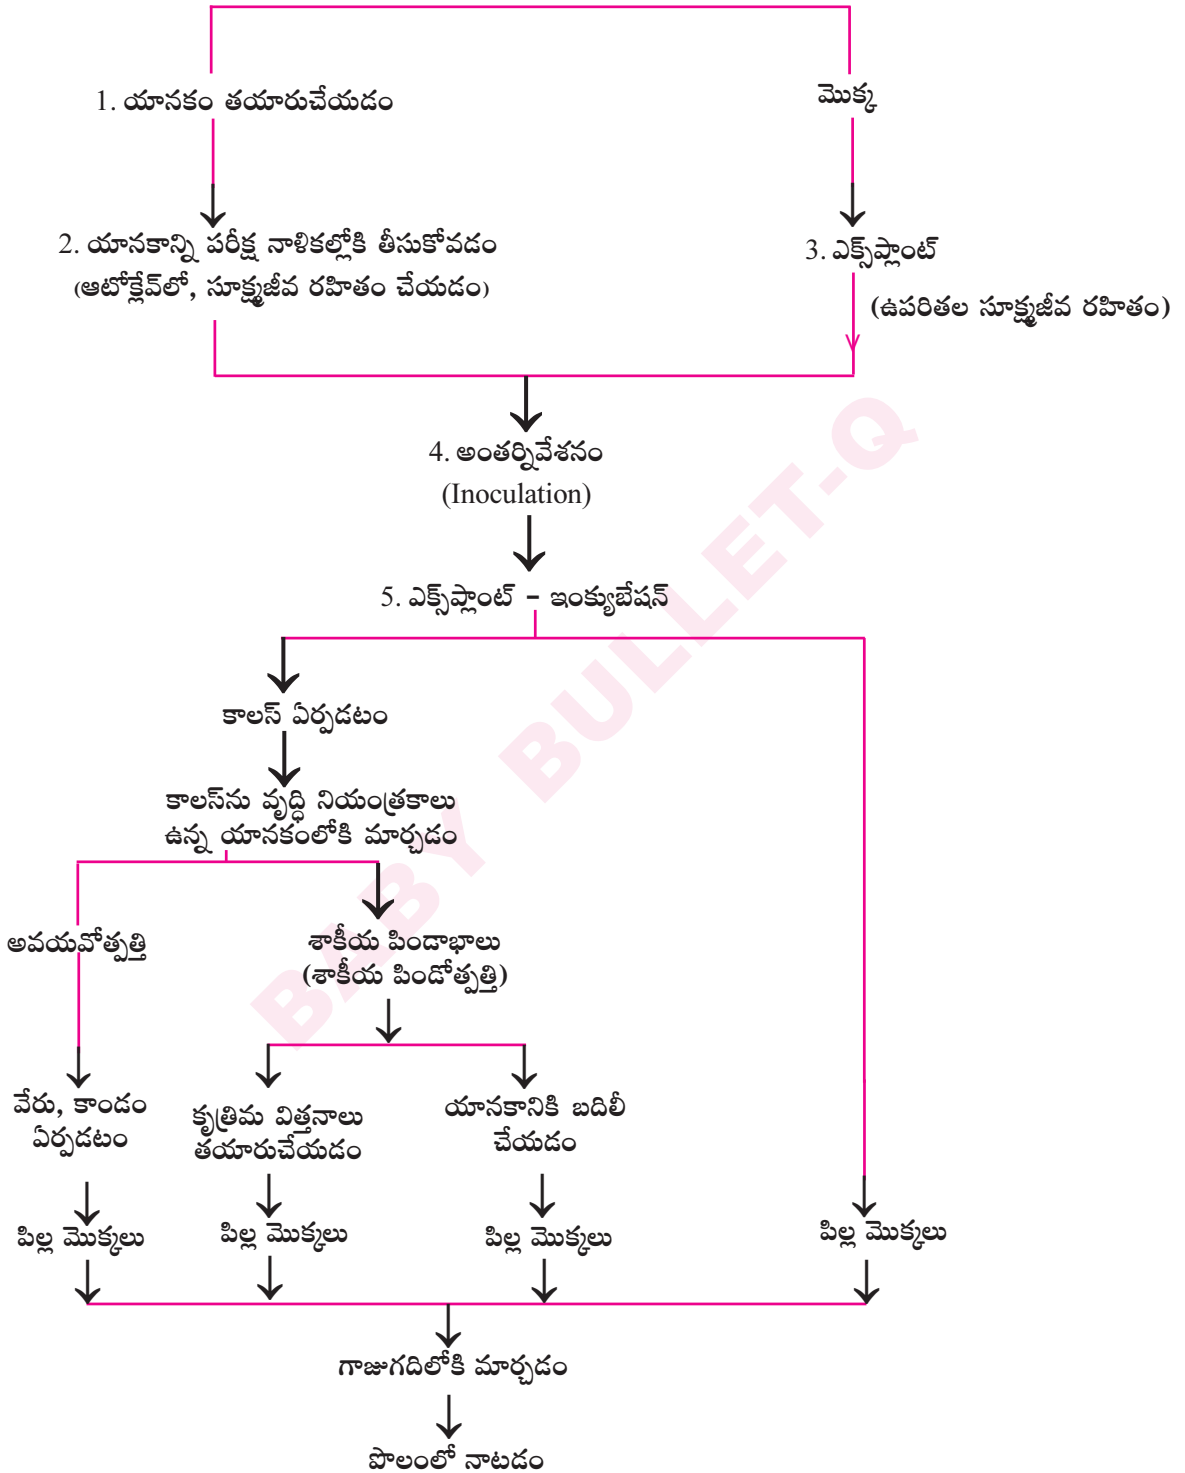 1. యానకం తయారుచేయడం
మొక్క
2. యానకాన్ని పరీక్ష నాళికల్లోకి తీసుకోవడం
(ఆటోక్లేవ్‌లో, సూక్ష్మజీవ రహితం చేయడం)
3. ఎక్స్‌ప్లాంట్
(ఉపరితల సూక్ష్మజీవ రహితం)
4. అంతర్నివేశనం
(Inoculation)
5. ఎక్స్‌ప్లాంట్ - ఇంక్యుబేషన్
కాలస్ ఏర్పడటం
కాలస్‌ను వృద్ధి నియంత్రకాలు
ఉన్న యానకంలోకి మార్చడం
అవయవోత్పత్తి
శాకీయ పిండాభాలు
(శాకీయ పిండోత్పత్తి)
వేరు, కాండం
ఏర్పడటం
కృత్రిమ విత్తనాలు
తయారుచేయడం
యానకానికి బదిలీ
చేయడం
పిల్ల మొక్కలు
పిల్ల మొక్కలు
పిల్ల మొక్కలు
పిల్ల మొక్కలు
గాజుగదిలోకి మార్చడం
పొలంలో నాటడం
BABY BULLET-Q